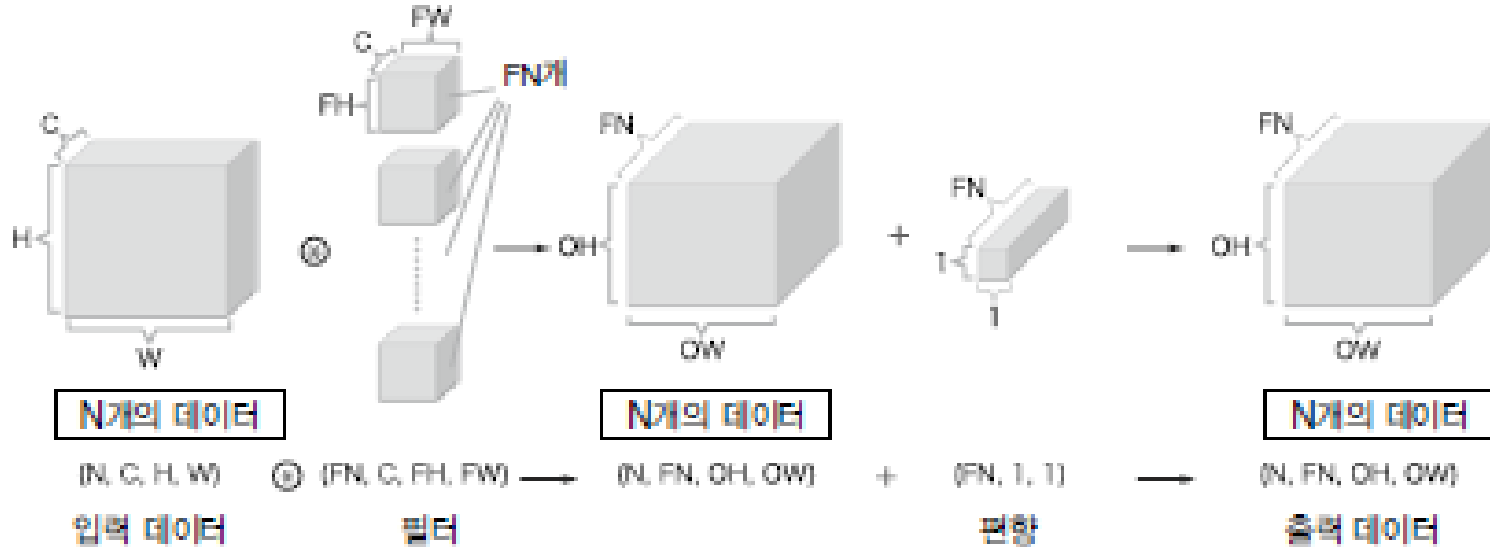 FW
C
FN개
FH
C
FN
FN
FN
H
OH
1
OH
1
W
OW
OW
N개의 데이터
N개의 데이터
N개의 데이터
(N, C, H, W) ⊛ (FN, C, FH, FW) → (N, FN, OH, OW) + (FN, 1, 1) → (N, FN, OH, OW)
입력 데이터 필터 편향 출력 데이터